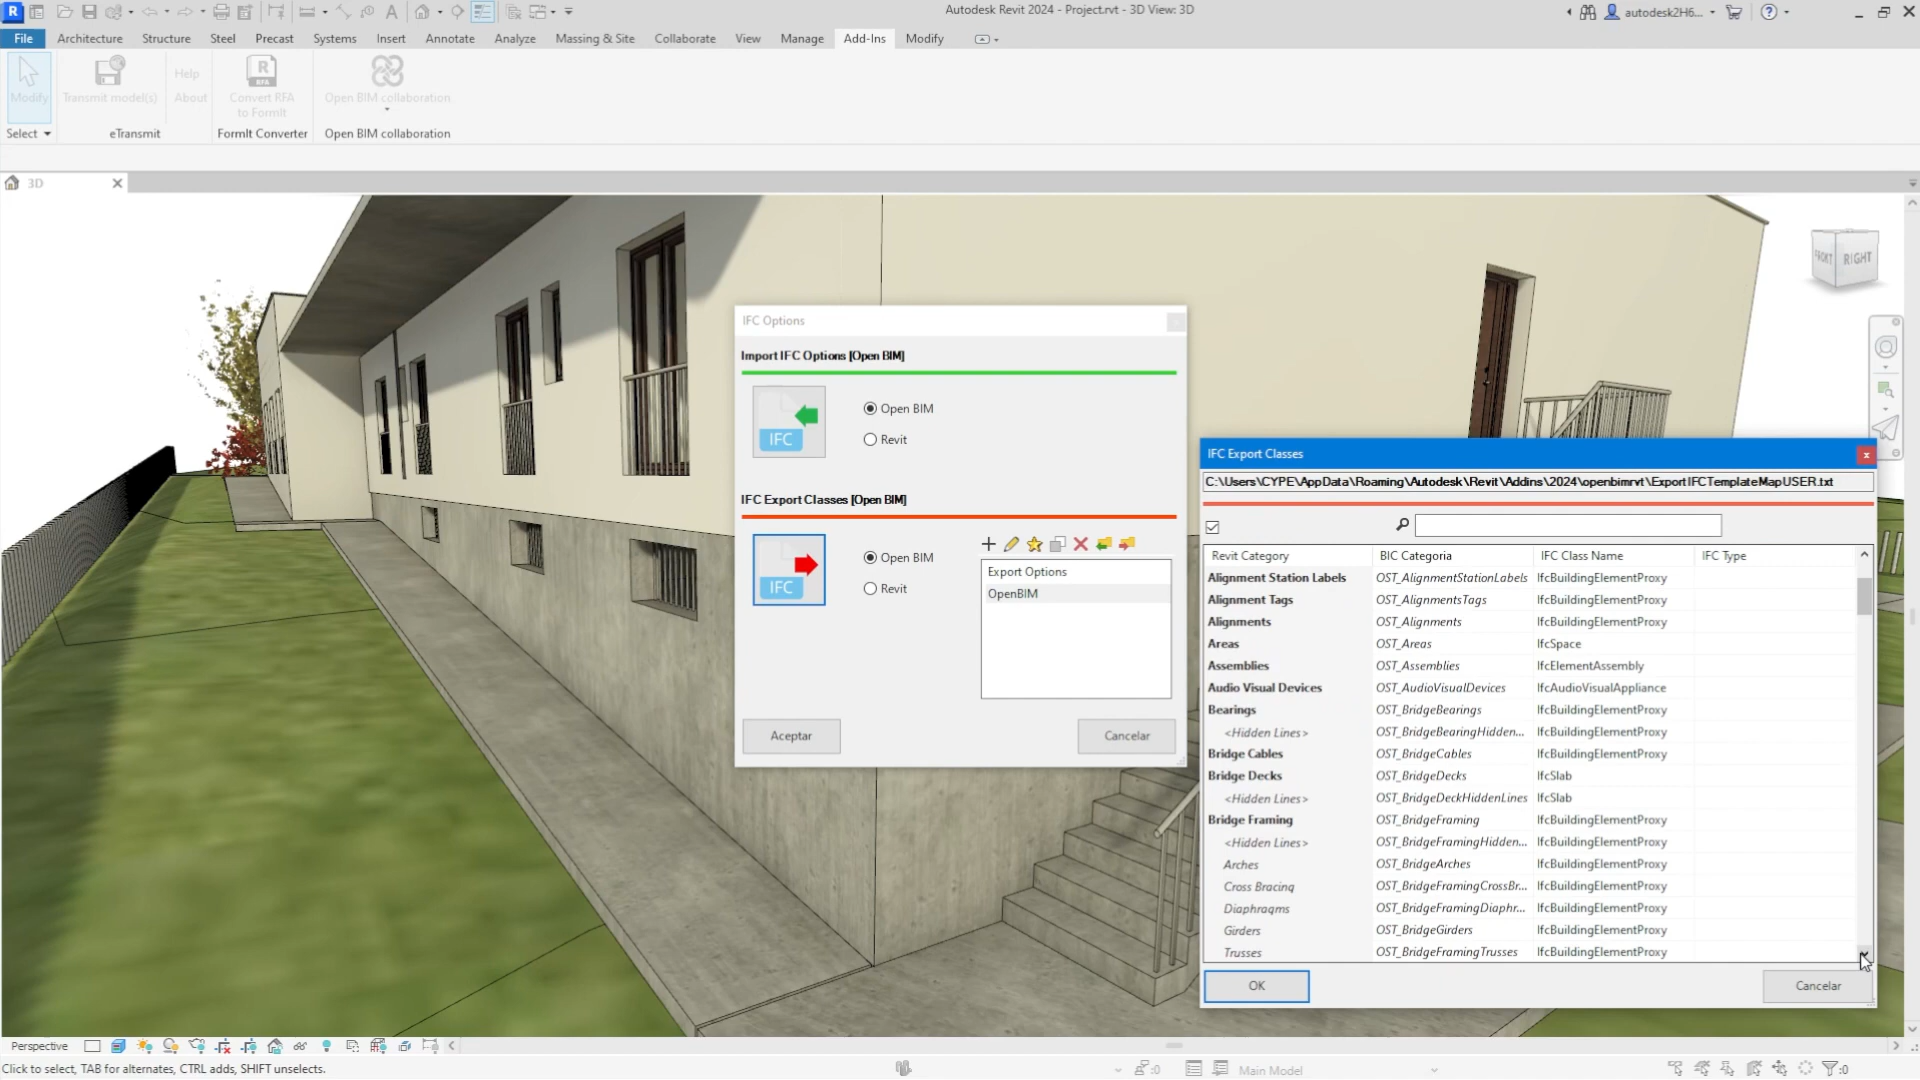 Autodesk Revit 2024 - Project.rvt - 3D View: 3D
autodesk2H6...
File
Architecture
Structure
Steel
Precast
Systems
Insert
Annotate
Analyze
Massing & Site
Collaborate
View
Manage
Add-Ins
Modify
Modify
Transmit model(s)
Help
About
Convert RFA
to FormIt
Open BIM collaboration
Select
eTransmit
FormIt Converter
Open BIM collaboration
3D
FRONT
RIGHT
IFC Options
Import IFC Options [Open BIM]
IFC
Open BIM
Revit
IFC Export Classes [Open BIM]
IFC
Open BIM
Revit
Export Options
OpenBIM
Aceptar
Cancelar
IFC Export Classes
C:\Users\CYPE\AppData\Roaming\Autodesk\Revit\Addins\2024\openbimrvt\ExportIFCTemplateMapUSER.txt
Revit Category BIC Categoria IFC Class Name IFC Type
Alignment Station Labels OST_AlignmentStationLabels IfcBuildingElementProxy
Alignment Tags OST_AlignmentsTags IfcBuildingElementProxy
Alignments OST_Alignments IfcBuildingElementProxy
Areas OST_Areas IfcSpace
Assemblies OST_Assemblies IfcElementAssembly
Audio Visual Devices OST_AudioVisualDevices IfcAudioVisualAppliance
Bearings OST_BridgeBearings IfcBuildingElementProxy
<Hidden Lines> OST_BridgeBearingHidden... IfcBuildingElementProxy
Bridge Cables OST_BridgeCables IfcBuildingElementProxy
Bridge Decks OST_BridgeDecks IfcSlab
<Hidden Lines> OST_BridgeDeckHiddenLines IfcSlab
Bridge Framing OST_BridgeFraming IfcBuildingElementProxy
<Hidden Lines> OST_BridgeFramingHidden... IfcBuildingElementProxy
Arches OST_BridgeArches IfcBuildingElementProxy
Cross Bracing OST_BridgeFramingCrossBr... IfcBuildingElementProxy
Diaphragms OST_BridgeFramingDiaphr... IfcBuildingElementProxy
Girders OST_BridgeGirders IfcBuildingElementProxy
Trusses OST_BridgeFramingTrusses IfcBuildingElementProxy
OK
Cancelar
Perspective
Click to select, TAB for alternates, CTRL adds, SHIFT unselects.
:0
Main Model
:0